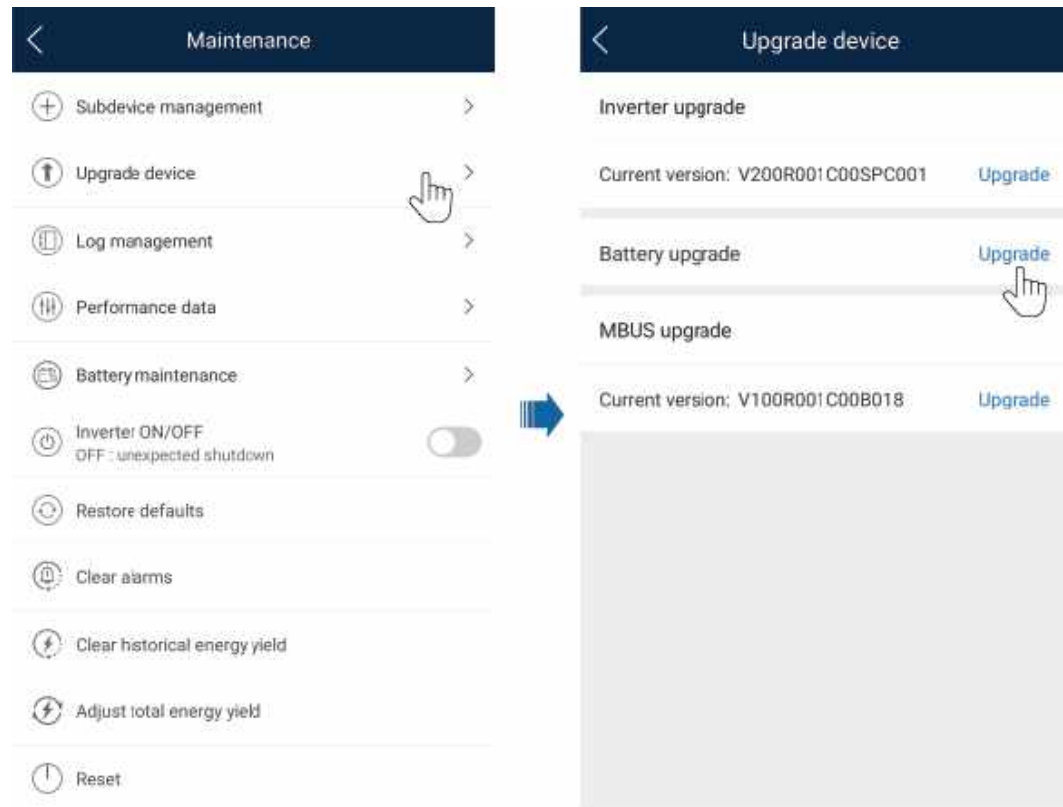 Maintenance
Subdevice management
Upgrade device
Log management
Performance data
Battery maintenance
Inverter ON/OFF
OFF : unexpected shutdown
Restore defaults
Clear alarms
Clear historical energy yield
Adjust total energy yield
Reset
Upgrade device
Inverter upgrade
Current version: V200R001C00SPC001 Upgrade
Battery upgrade Upgrade
MBUS upgrade
Current version: V100R001C00B018 Upgrade